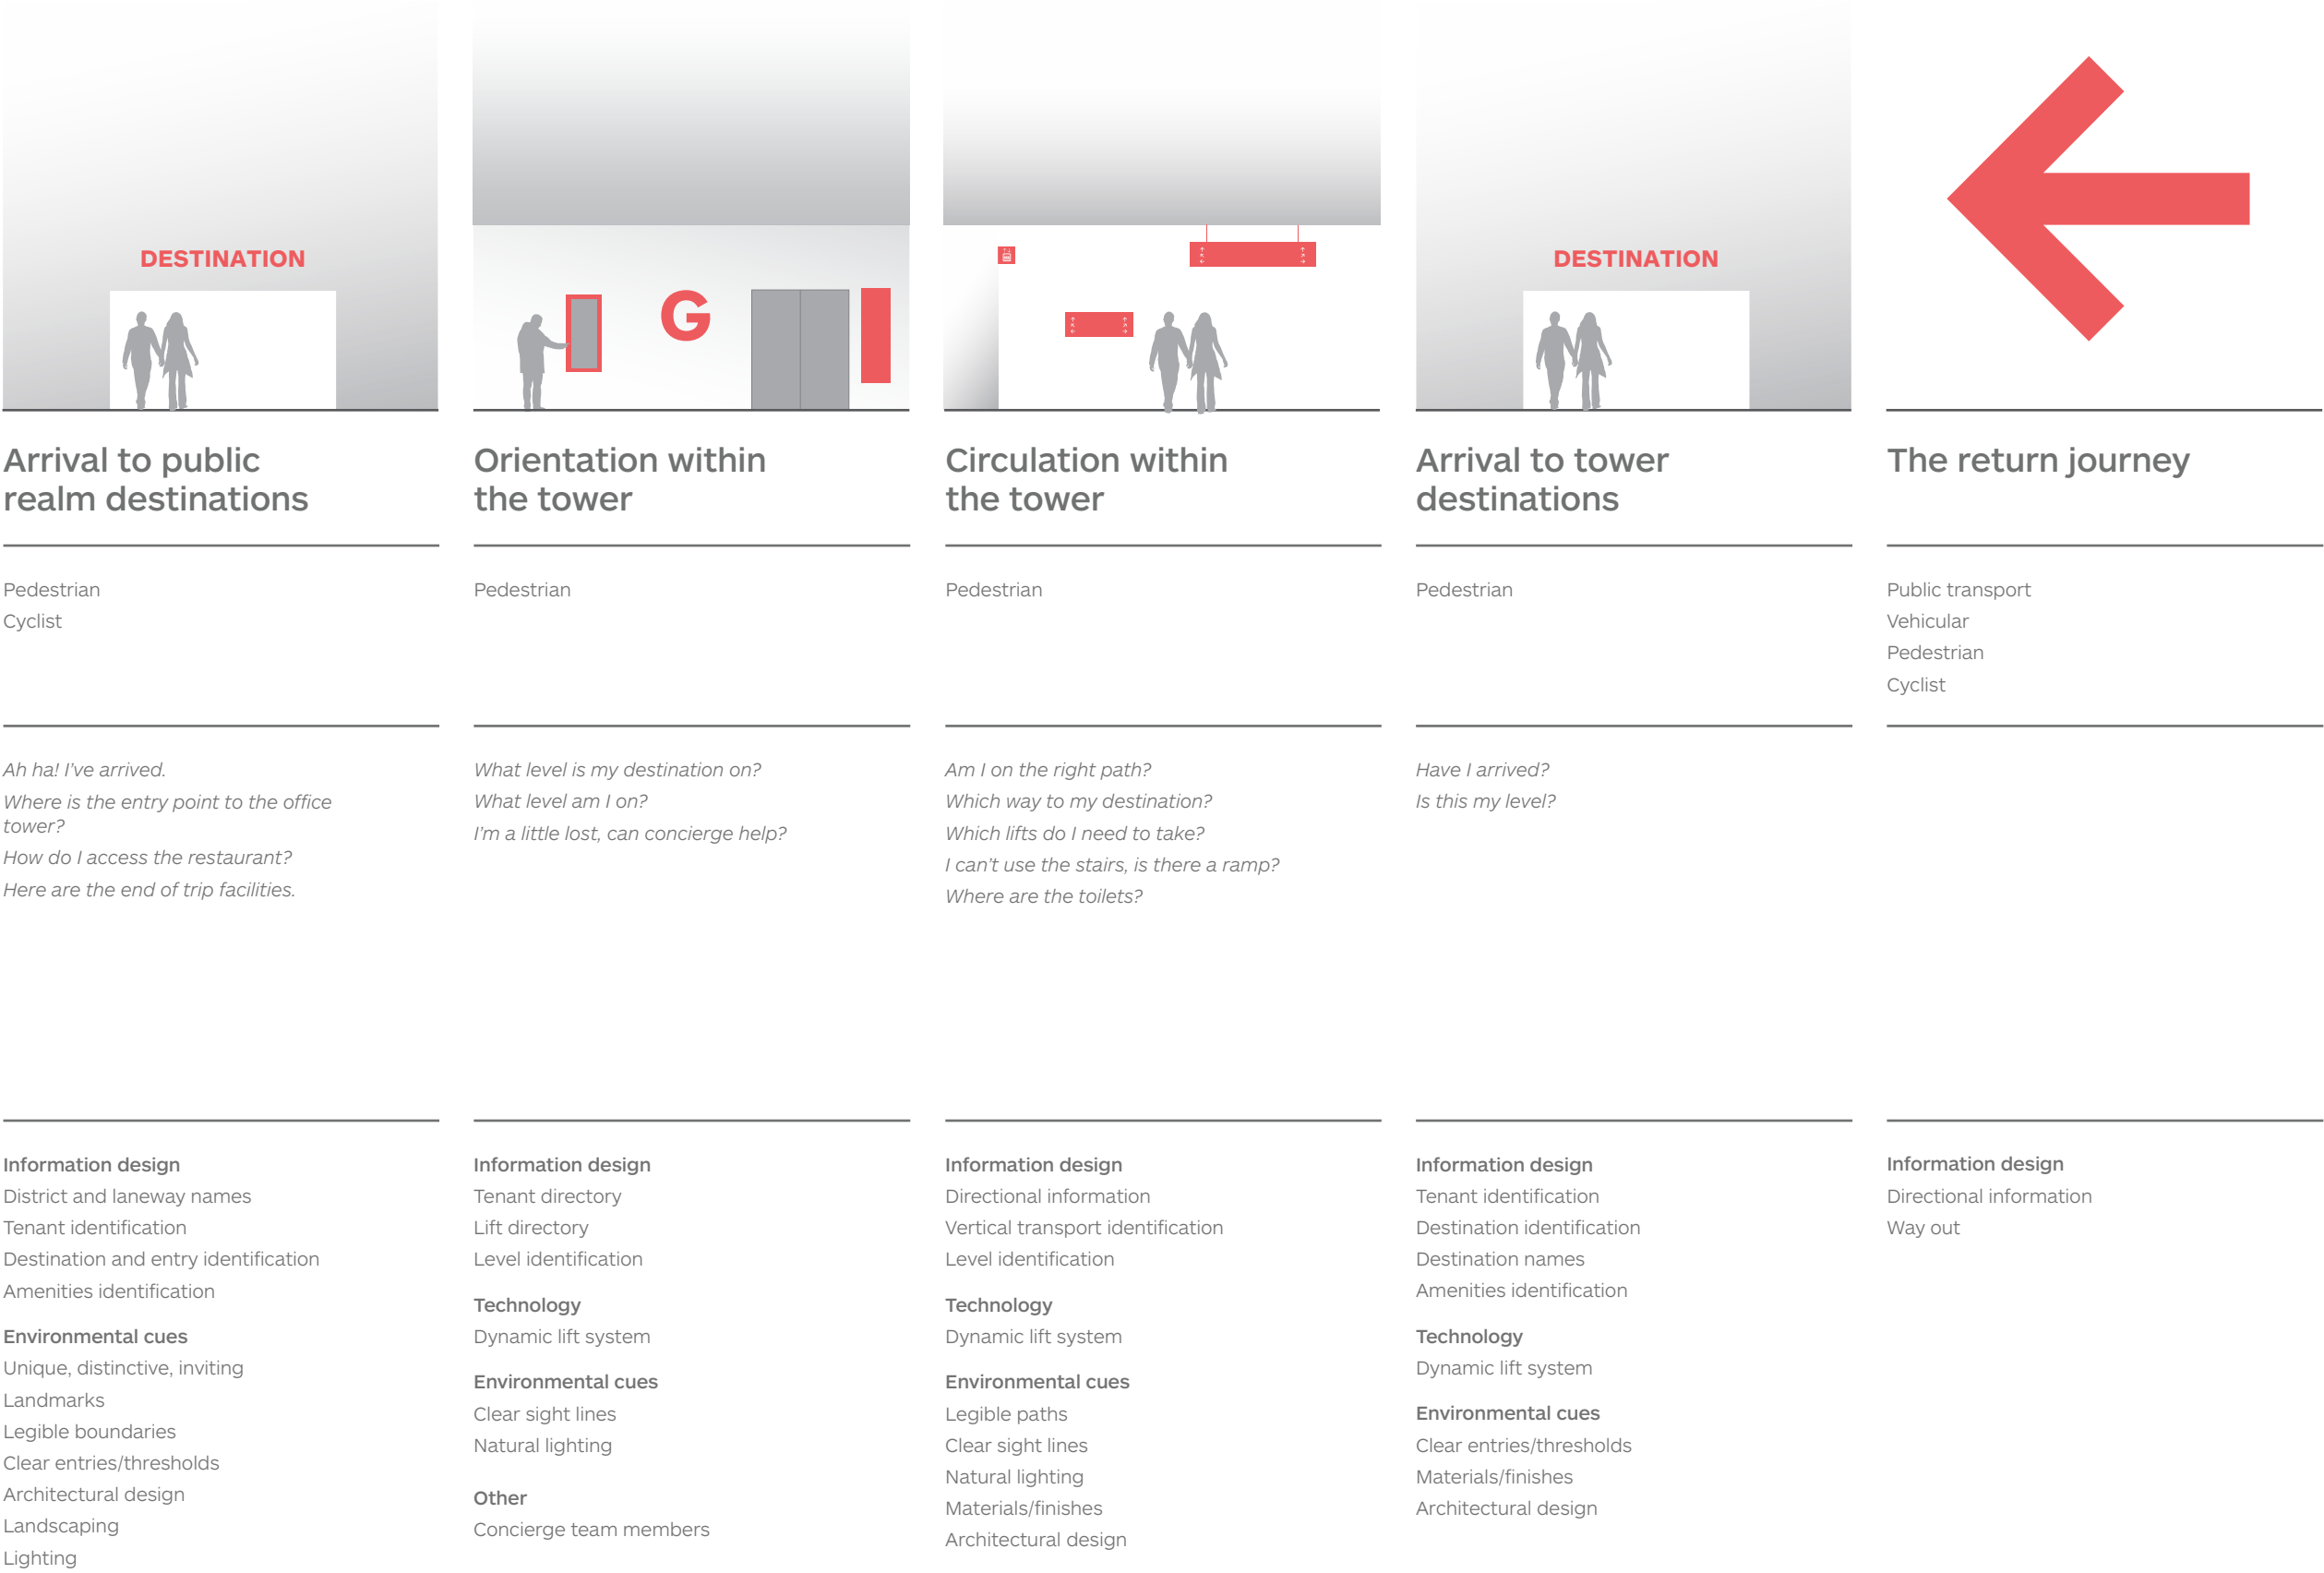 DESTINATION
Arrival to public
realm destinations
Pedestrian
Cyclist
Ah ha! I've arrived.
Where is the entry point to the office
tower?
How do I access the restaurant?
Here are the end of trip facilities.
Information design
District and laneway names
Tenant identification
Destination and entry identification
Amenities identification
Environmental cues
Unique, distinctive, inviting
Landmarks
Legible boundaries
Clear entries/thresholds
Architectural design
Landscaping
Lighting
G
Orientation within
the tower
Pedestrian
What level is my destination on?
What level am I on?
I'm a little lost, can concierge help?
Information design
Tenant directory
Lift directory
Level identification
Technology
Dynamic lift system
Environmental cues
Clear sight lines
Natural lighting
Other
Concierge team members
Circulation within
the tower
Pedestrian
Am I on the right path?
Which way to my destination?
Which lifts do I need to take?
I can't use the stairs, is there a ramp?
Where are the toilets?
Information design
Directional information
Vertical transport identification
Level identification
Technology
Dynamic lift system
Environmental cues
Legible paths
Clear sight lines
Natural lighting
Materials/finishes
Architectural design
DESTINATION
Arrival to tower
destinations
Pedestrian
Have I arrived?
Is this my level?
Information design
Tenant identification
Destination identification
Destination names
Amenities identification
Technology
Dynamic lift system
Environmental cues
Clear entries/thresholds
Materials/finishes
Architectural design
The return journey
Public transport
Vehicular
Pedestrian
Cyclist
Information design
Directional information
Way out